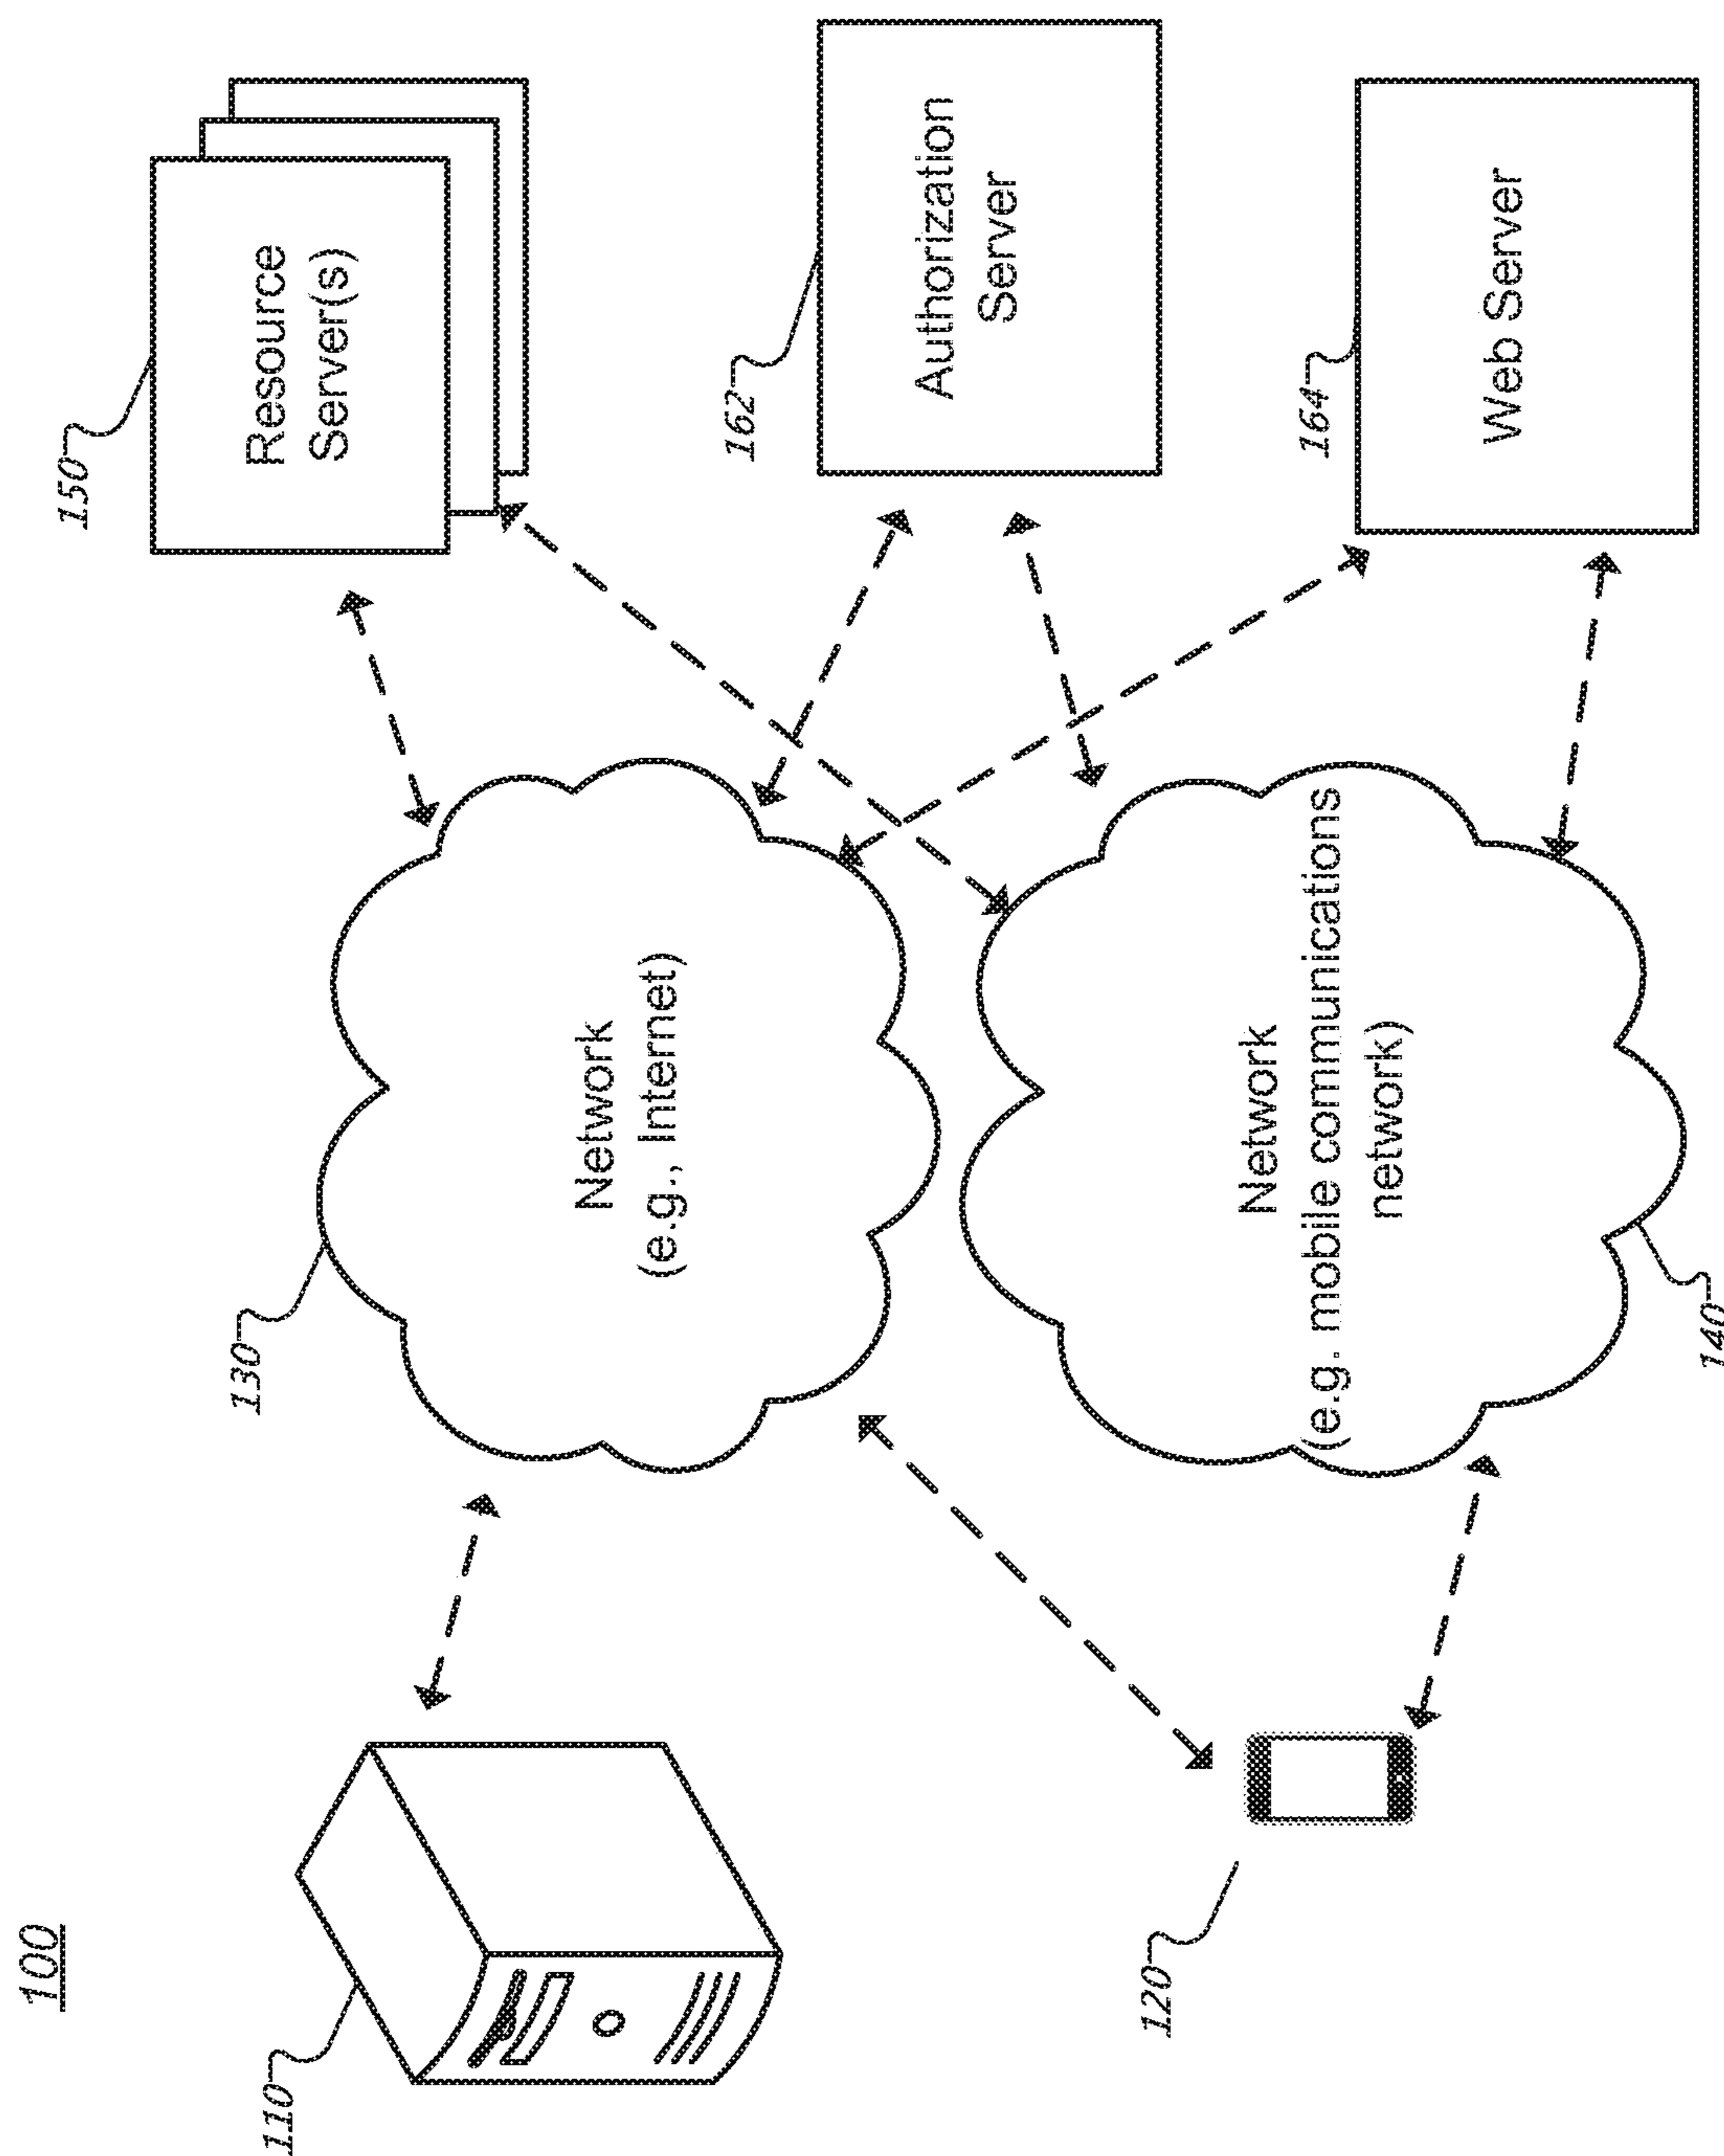 100
110
120
130
Network
(e.g., Internet)
140
Network
(e.g. mobile communications
network)
150
Resource
Server(s)
162
Authorization
Server
164
Web Server